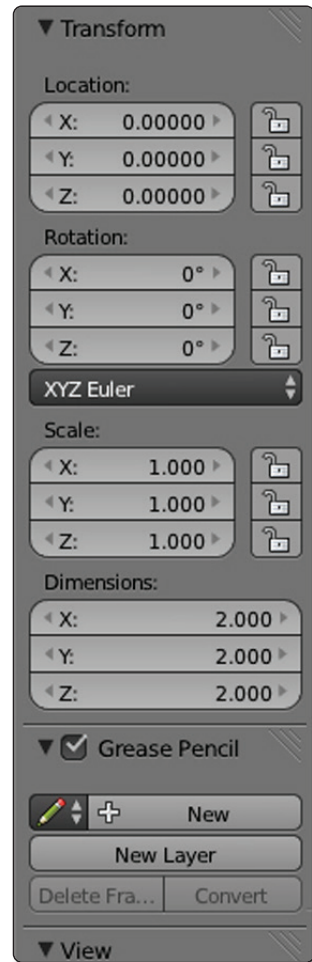 Transform
Location:
X: 0.00000
Y: 0.00000
Z: 0.00000
Rotation:
X: 0°
Y: 0°
Z: 0°
XYZ Euler
Scale:
X: 1.000
Y: 1.000
Z: 1.000
Dimensions:
X: 2.000
Y: 2.000
Z: 2.000
Grease Pencil
New
New Layer
Delete Fra... Convert
View